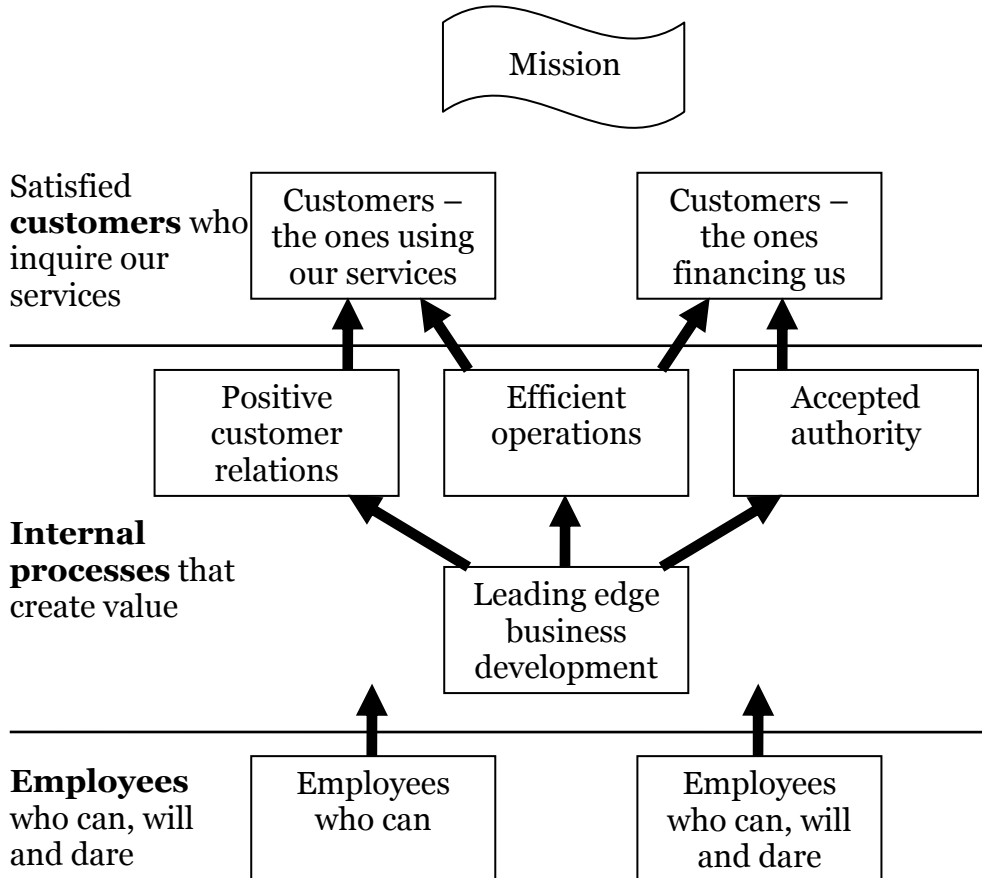 Mission
Satisfied
customers who
inquire our
services
Customers –
the ones using
our services
Customers –
the ones
financing us
Positive
customer
relations
Efficient
operations
Accepted
authority
Internal
processes that
create value
Leading edge
business
development
Employees
who can, will
and dare
Employees
who can
Employees
who can, will
and dare